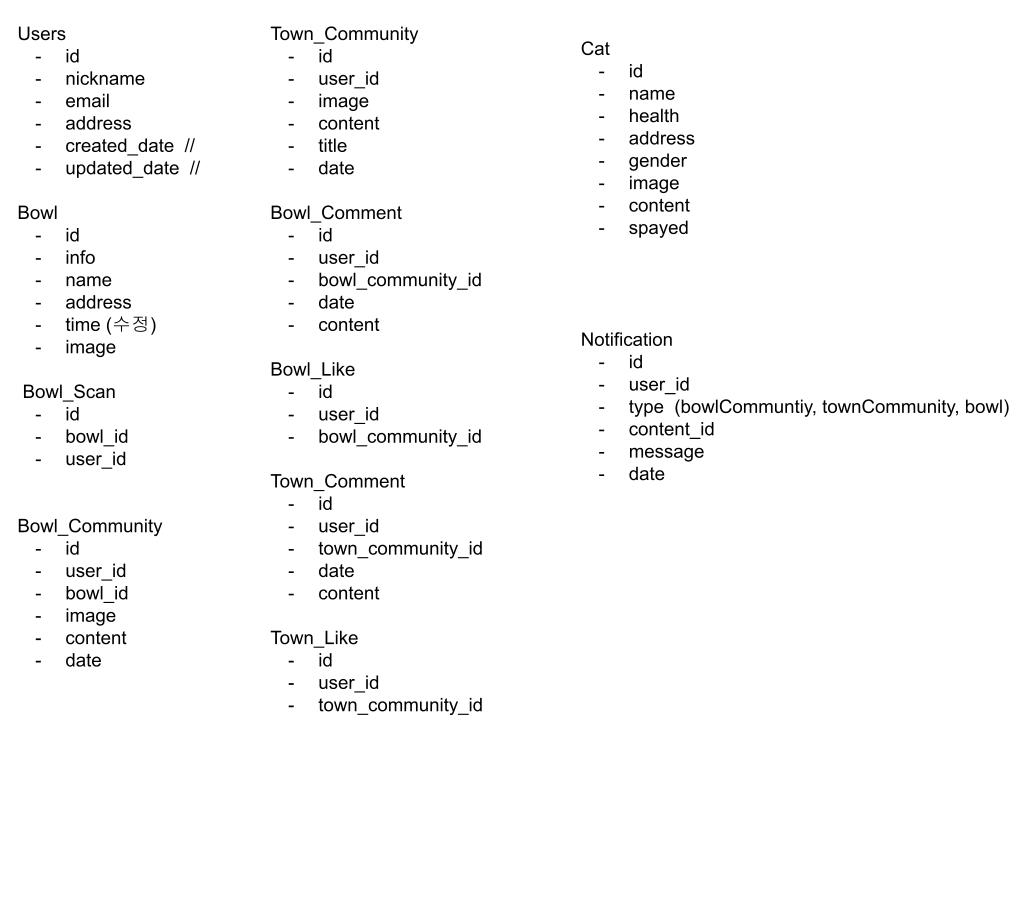 Users
- id
- nickname
- email
- address
- created_date //
- updated_date //
Bowl
- id
- info
- name
- address
- time (수정)
- image
Bowl_Scan
- id
- bowl_id
- user_id
Bowl_Community
- id
- user_id
- bowl_id
- image
- content
- date
Town_Community
- id
- user_id
- image
- content
- title
- date
Bowl_Comment
- id
- user_id
- bowl_community_id
- date
- content
Bowl_Like
- id
- user_id
- bowl_community_id
Town_Comment
- id
- user_id
- town_community_id
- date
- content
Town_Like
- id
- user_id
- town_community_id
Cat
- id
- name
- health
- address
- gender
- image
- content
- spayed
Notification
- id
- user_id
- type (bowlCommuntiy, townCommunity, bowl)
- content_id
- message
- date